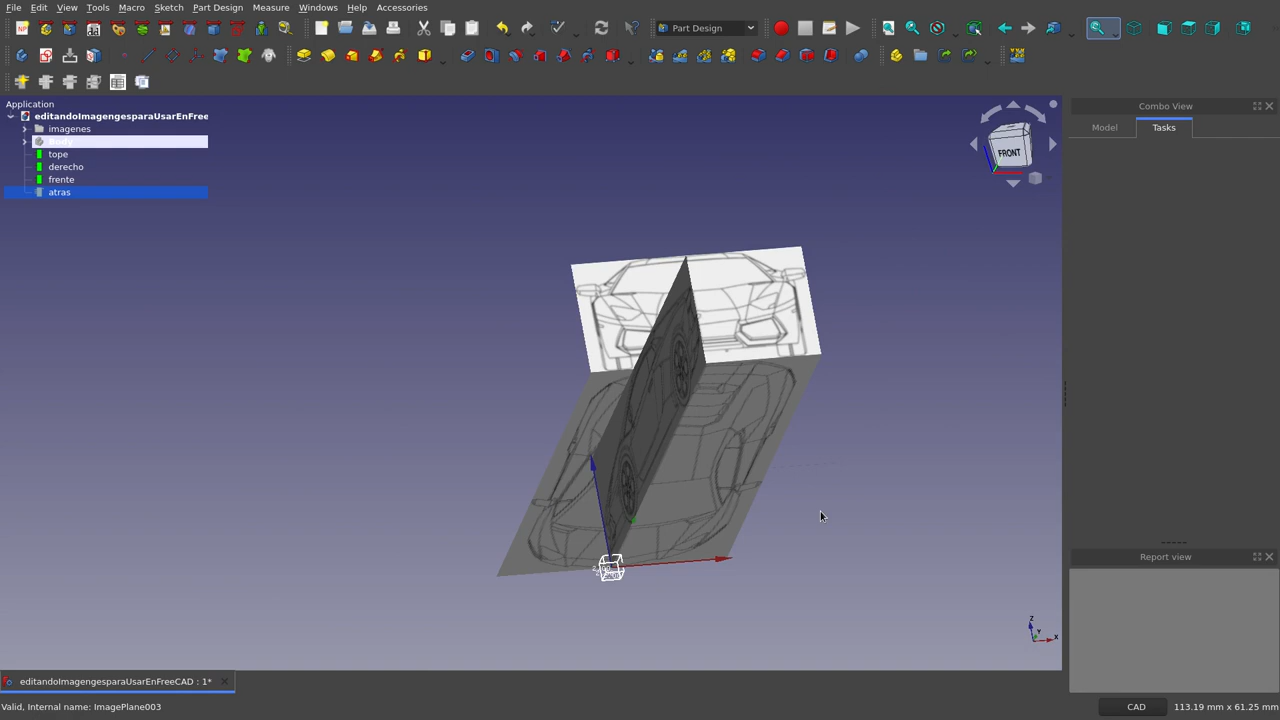 File Edit View Tools Macro Sketch Part Design Measure Windows Help Accessories
Part Design
Application
editandoImagengesparaUsarEnFree
imagenes
Body
tope
derecho
frente
atras
FRONT
Z
Y
X
Combo View
Model Tasks
Report view
editandoImagengesparaUsarEnFreeCAD : 1*
Valid, Internal name: ImagePlane003
CAD
113.19 mm x 61.25 mm